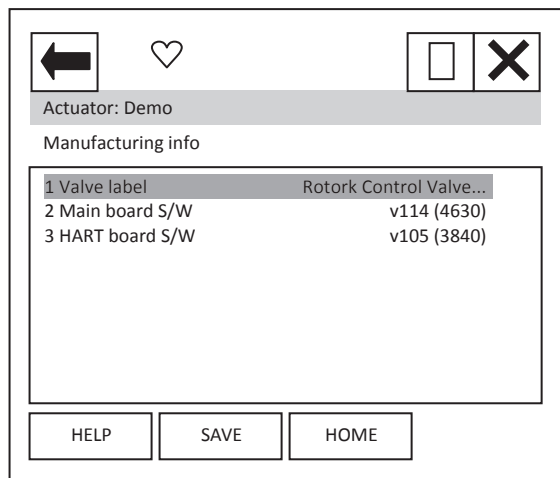 Actuator: Demo
Manufacturing info
1 Valve label Rotork Control Valve...
2 Main board S/W v114 (4630)
3 HART board S/W v105 (3840)
HELP SAVE HOME